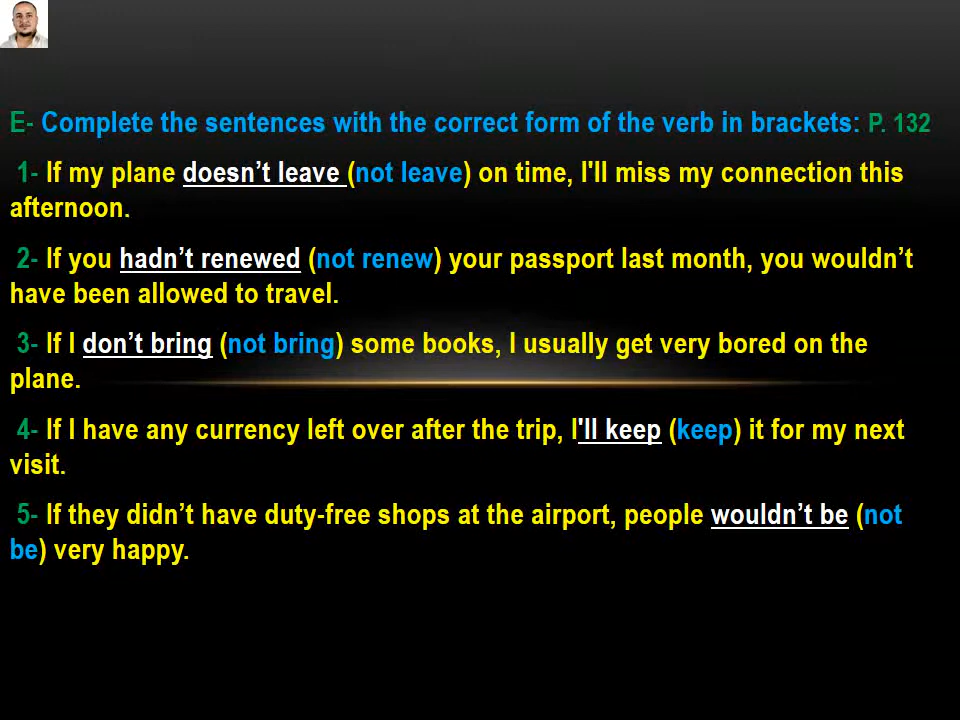 E- Complete the sentences with the correct form of the verb in brackets: P. 132
1- If my plane doesn’t leave (not leave) on time, I'll miss my connection this
afternoon.
2- If you hadn’t renewed (not renew) your passport last month, you wouldn’t
have been allowed to travel.
3- If I don’t bring (not bring) some books, I usually get very bored on the
plane.
4- If I have any currency left over after the trip, I'll keep (keep) it for my next
visit.
5- If they didn’t have duty-free shops at the airport, people wouldn’t be (not
be) very happy.